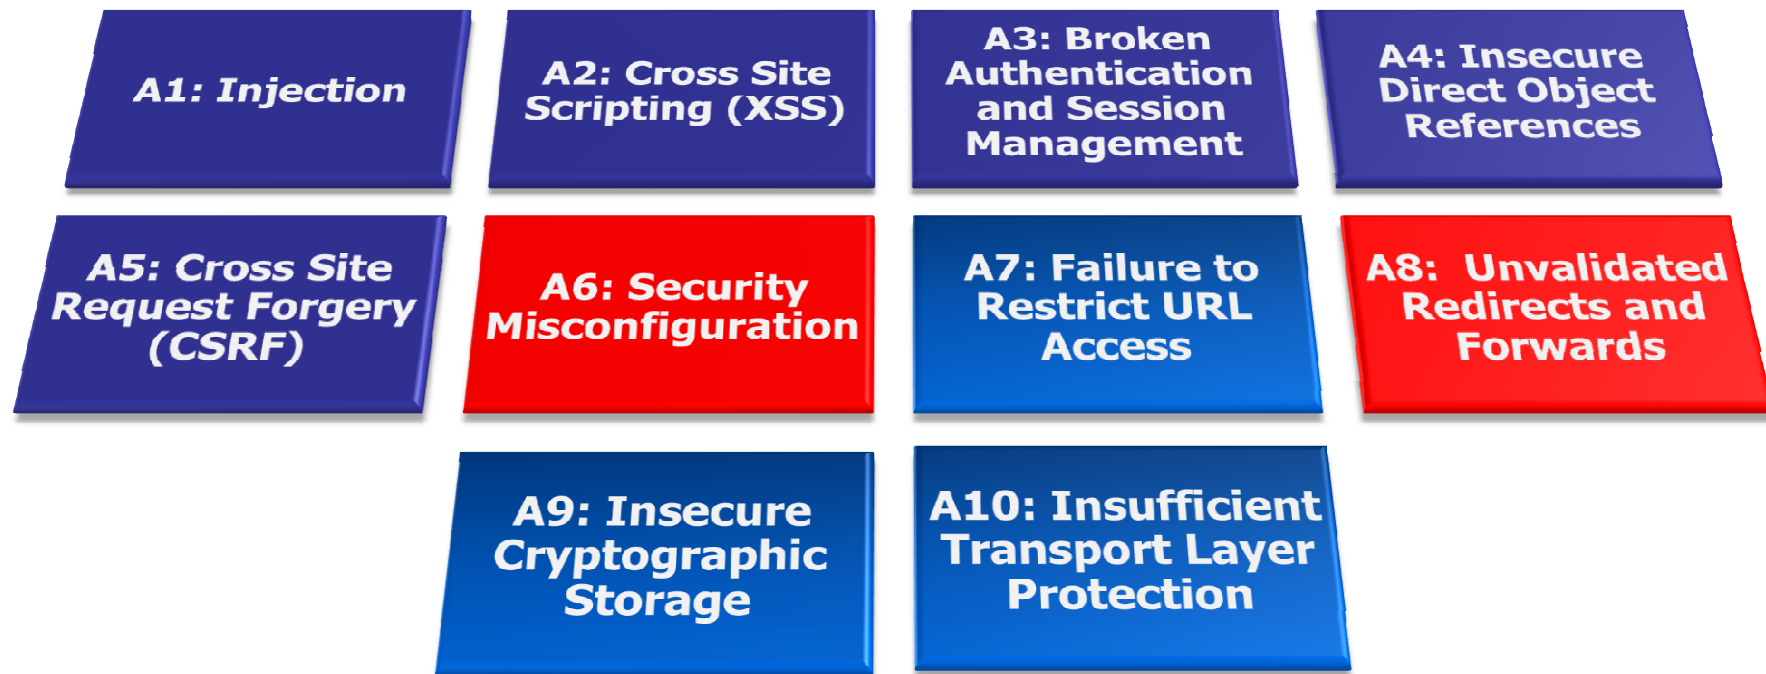 A1: Injection
A2: Cross Site
Scripting (XSS)
A3: Broken
Authentication
and Session
Management
A4: Insecure
Direct Object
References
A5: Cross Site
Request Forgery
(CSRF)
A6: Security
Misconfiguration
A7: Failure to
Restrict URL
Access
A8:  Unvalidated
Redirects and
Forwards
A9: Insecure
Cryptographic
Storage
A10: Insufficient
Transport Layer
Protection